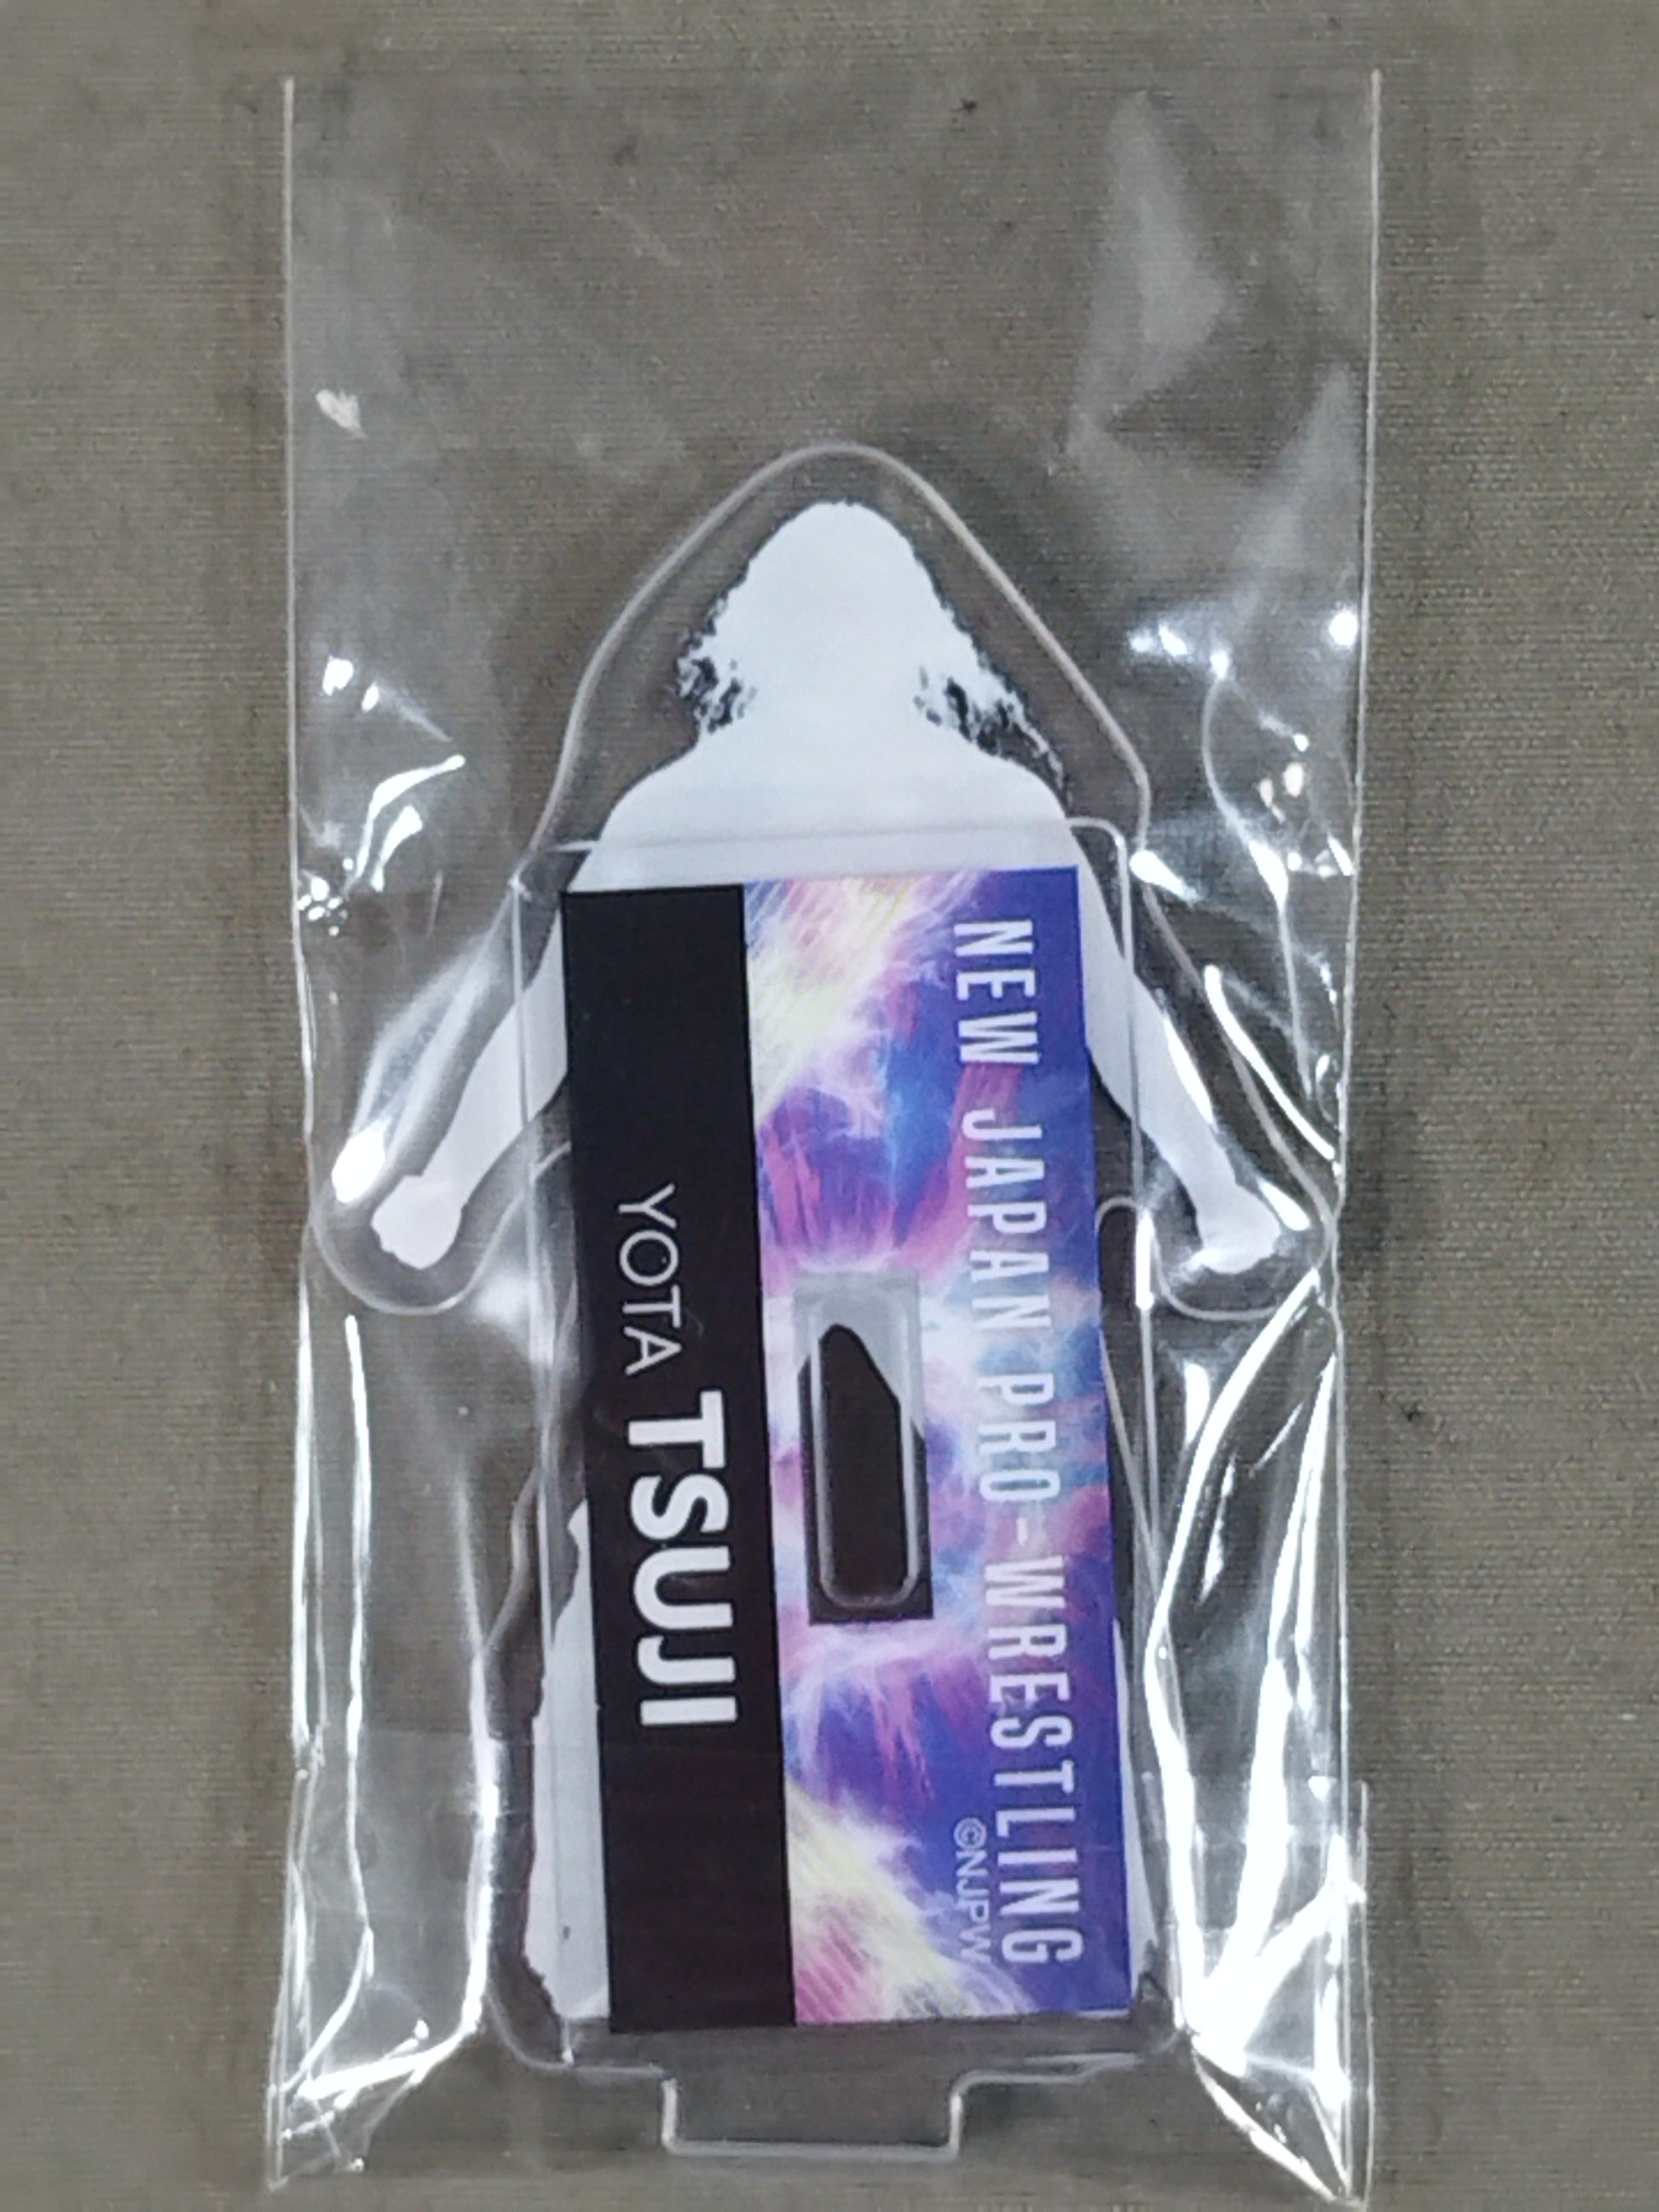 NEW JAPAN PRO-WRESTLING
©NJPW
YOTA TSUJI